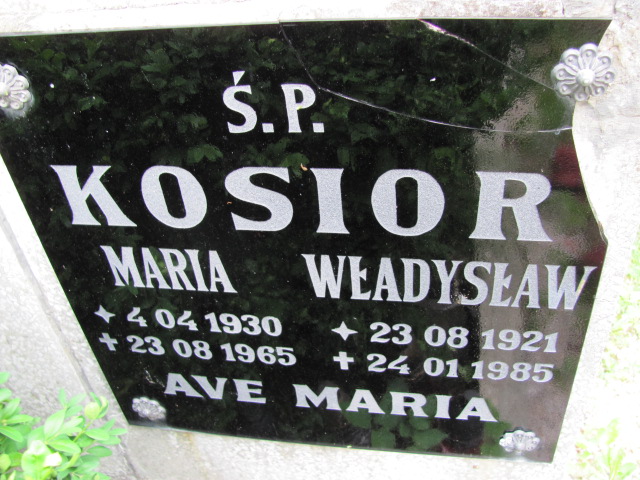 Ś.P.
KOSIOR
MARIA WŁADYSŁAW
✦ 4 04 1930 ✦ 23 08 1921
✝ 23 08 1965 ✝ 24 01 1985
AVE MARIA